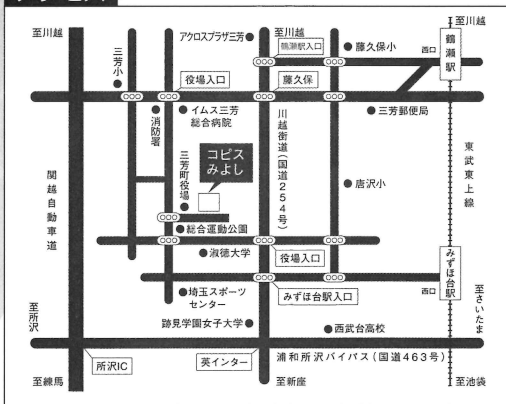 至川越
アクロスプラザ三芳
至川越
至川越
鶴瀬駅入口
藤久保小
西口
鶴瀬駅
三芳小
役場入口
藤久保
消防署
イムス三芳
総合病院
三芳郵便局
川越街道(国道254号)
東武東上線
関越自動車道
三芳町役場
コピス
みよし
唐沢小
総合運動公園
淑徳大学
役場入口
みずほ台駅
西口
埼玉スポーツ
センター
みずほ台駅入口
至さいたま
至所沢
跡見学園女子大学
西武台高校
所沢IC
英インター
浦和所沢バイパス(国道463号)
至練馬
至新座
至池袋